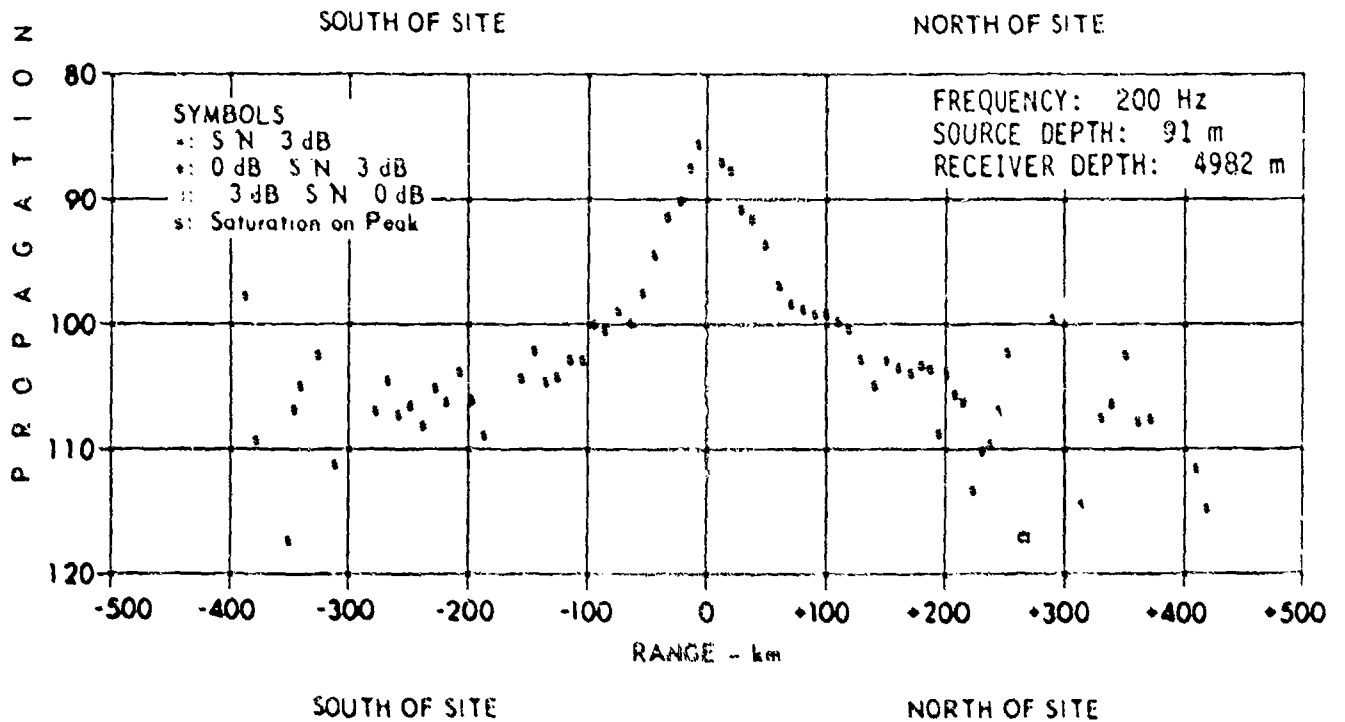 SOUTH OF SITE NORTH OF SITE
PROPAGATION
80
90
100
110
120
SYMBOLS
*: S N 3 dB
+: 0 dB S N 3 dB
3 dB S N 0 dB
s: Saturation on Peak
FREQUENCY: 200 Hz
SOURCE DEPTH: 91 m
RECEIVER DEPTH: 4982 m
-500 -400 -300 -200 -100 0 +100 +200 +300 +400 +500
RANGE - km
SOUTH OF SITE NORTH OF SITE